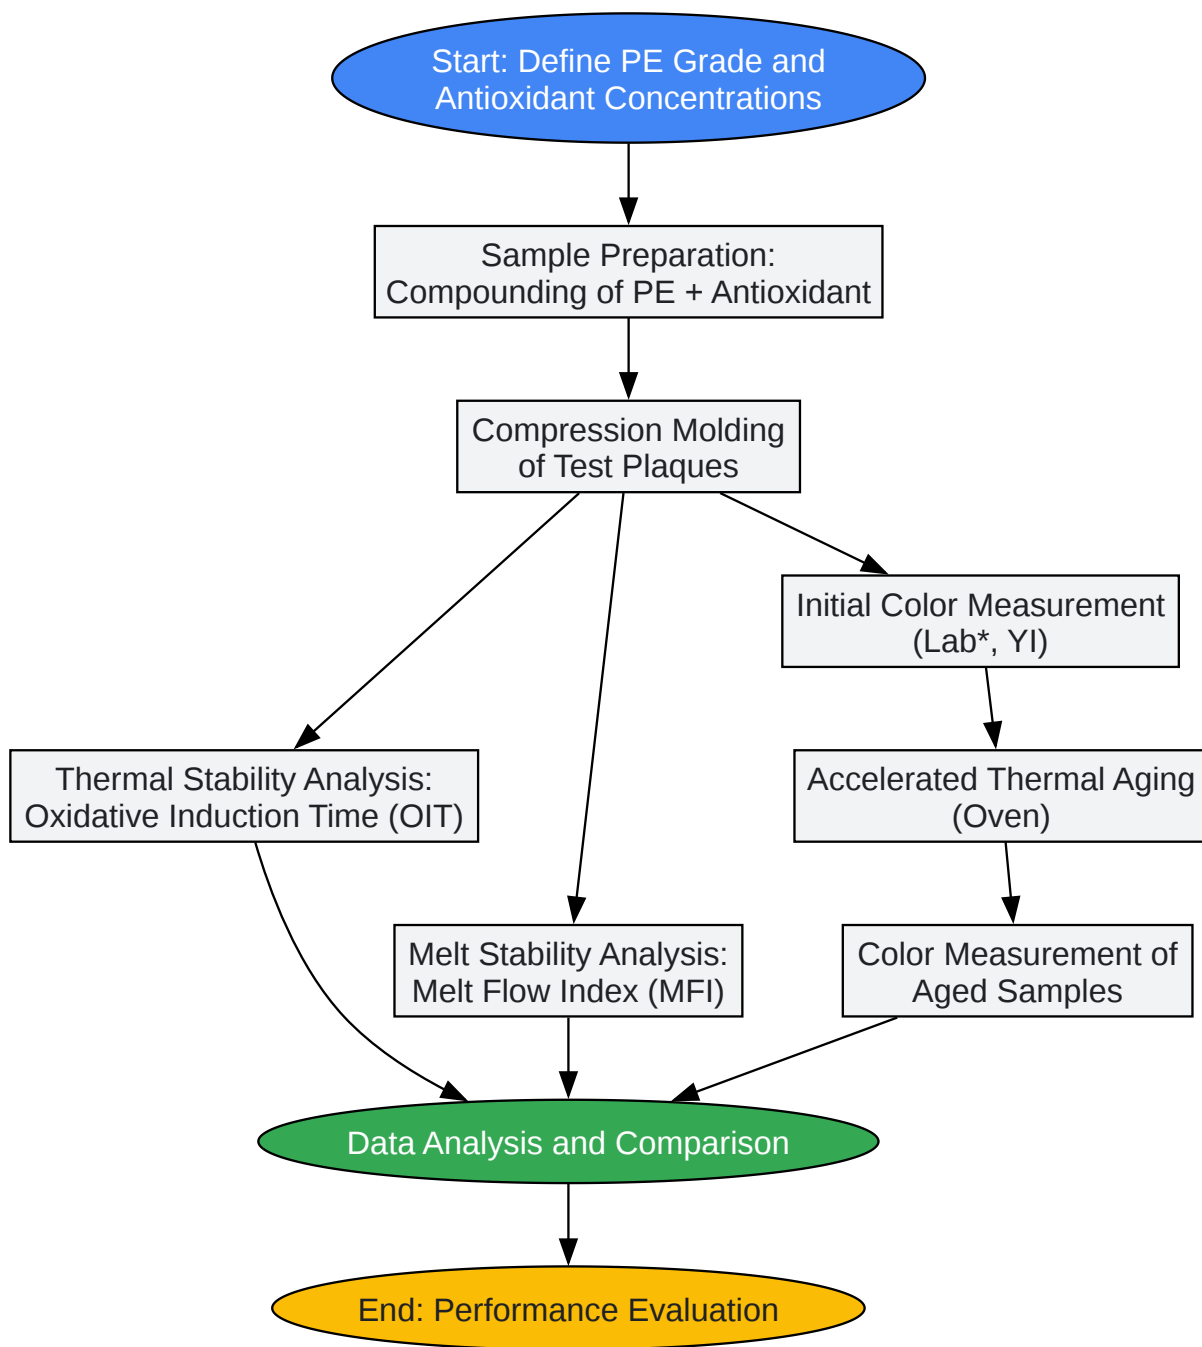 Start: Define PE Grade and
Antioxidant Concentrations
Sample Preparation:
Compounding of PE + Antioxidant
Compression Molding
of Test Plaques
Initial Color Measurement
(Lab*, YI)
Thermal Stability Analysis:
Oxidative Induction Time (OIT)
Accelerated Thermal Aging
(Oven)
Melt Stability Analysis:
Melt Flow Index (MFI)
Color Measurement of
Aged Samples
Data Analysis and Comparison
End: Performance Evaluation